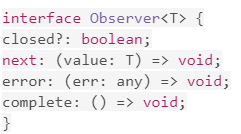 interface Observer<T> {
closed?: boolean;
next: (value: T) => void;
error: (err: any) => void;
complete: () => void;
}